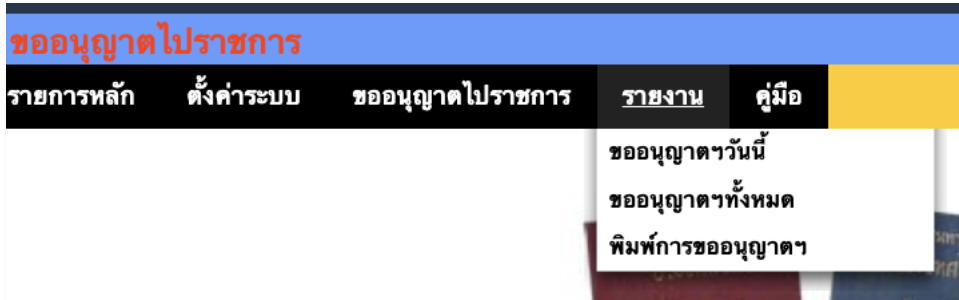 ขออนุญาตไปราชการ
รายการหลัก ตั้งค่าระบบ ขออนุญาตไปราชการ รายงาน คู่มือ
ขออนุญาตฯวันนี้
ขออนุญาตฯทั้งหมด
พิมพ์การขออนุญาตฯ